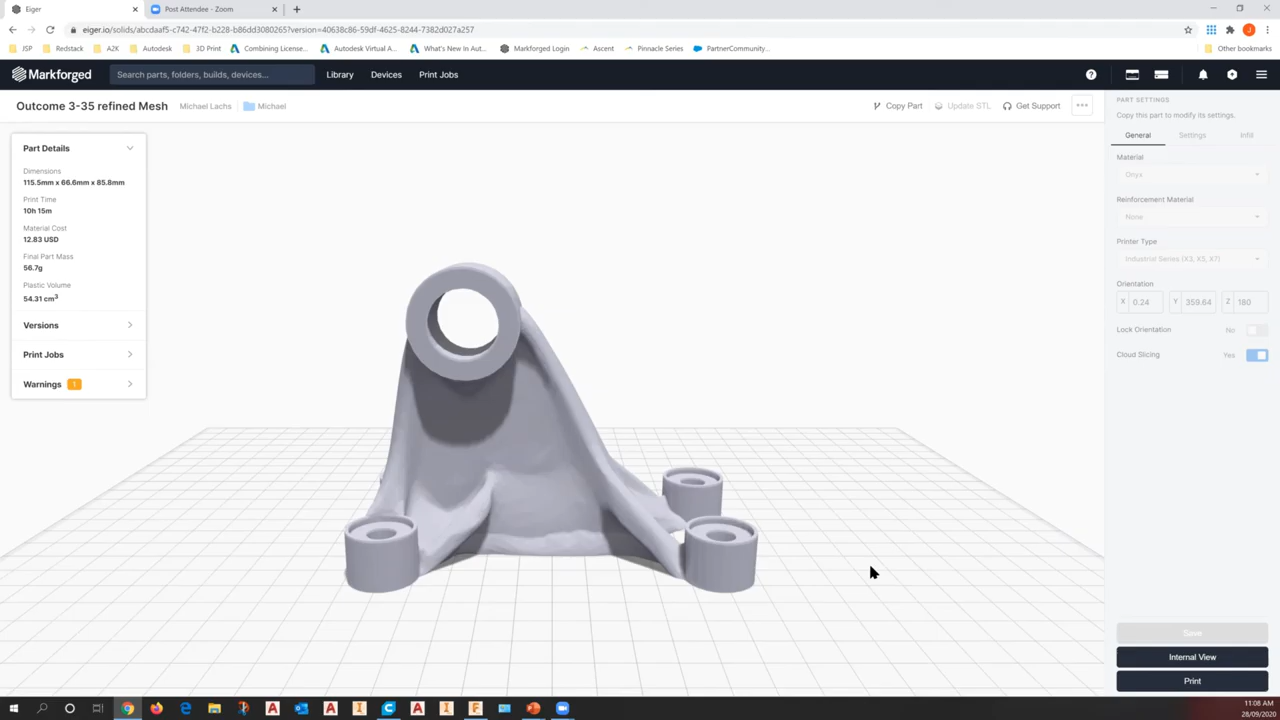 Eiger
Post Attendee - Zoom
eiger.io/solids/abcdaaf5-c742-47f2-b228-b86dd3080265?version=40638c86-59df-4625-8244-7382d027a257
J
JSP
Redstack
A2K
Autodesk
3D Print
Combining License...
Autodesk Virtual A...
What's New In Aut...
Markforged Login
Ascent
Pinnacle Series
PartnerCommunity...
Other bookmarks
Markforged
Search parts, folders, builds, devices...
Library
Devices
Print Jobs
Outcome 3-35 refined Mesh
Michael Lachs
Michael
Copy Part
Update STL
Get Support
Part Details
Dimensions
115.5mm x 66.6mm x 85.8mm
Print Time
10h 15m
Material Cost
12.83 USD
Final Part Mass
56.7g
Plastic Volume
54.31 cm³
Versions
Print Jobs
Warnings 1
PART SETTINGS
Copy this part to modify its settings.
General
Settings
Infill
Material
Onyx
Reinforcement Material
None
Printer Type
Industrial Series (X3, X5, X7)
Orientation
X 0.24
Y 359.64
Z 180
Lock Orientation
No
Cloud Slicing
Yes
Save
Internal View
Print
11:08 AM
28/09/2020